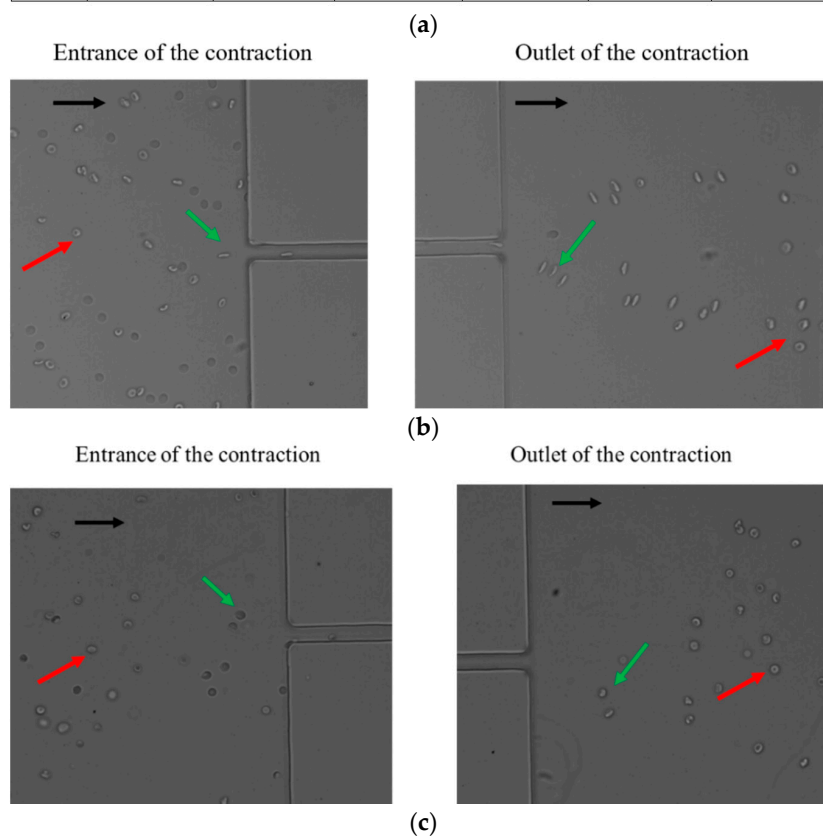 (a)
Entrance of the contraction Outlet of the contraction
(b)
Entrance of the contraction Outlet of the contraction
(c)